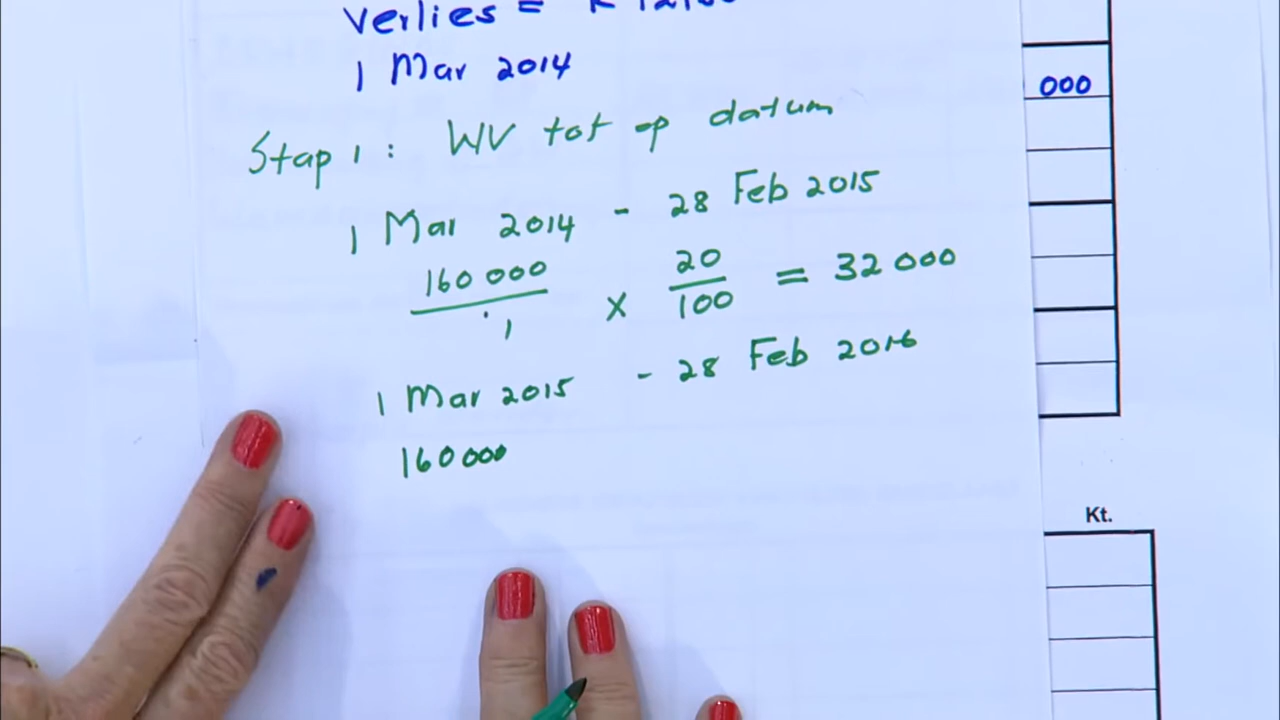 Verlies = R
1 Mar 2014
000
Stap 1: WV tot op datum
1 Mar 2014 - 28 Feb 2015
160 000 / 1 × 20 / 100 = 32 000
1 Mar 2015 - 28 Feb 2016
160 000
Kt.